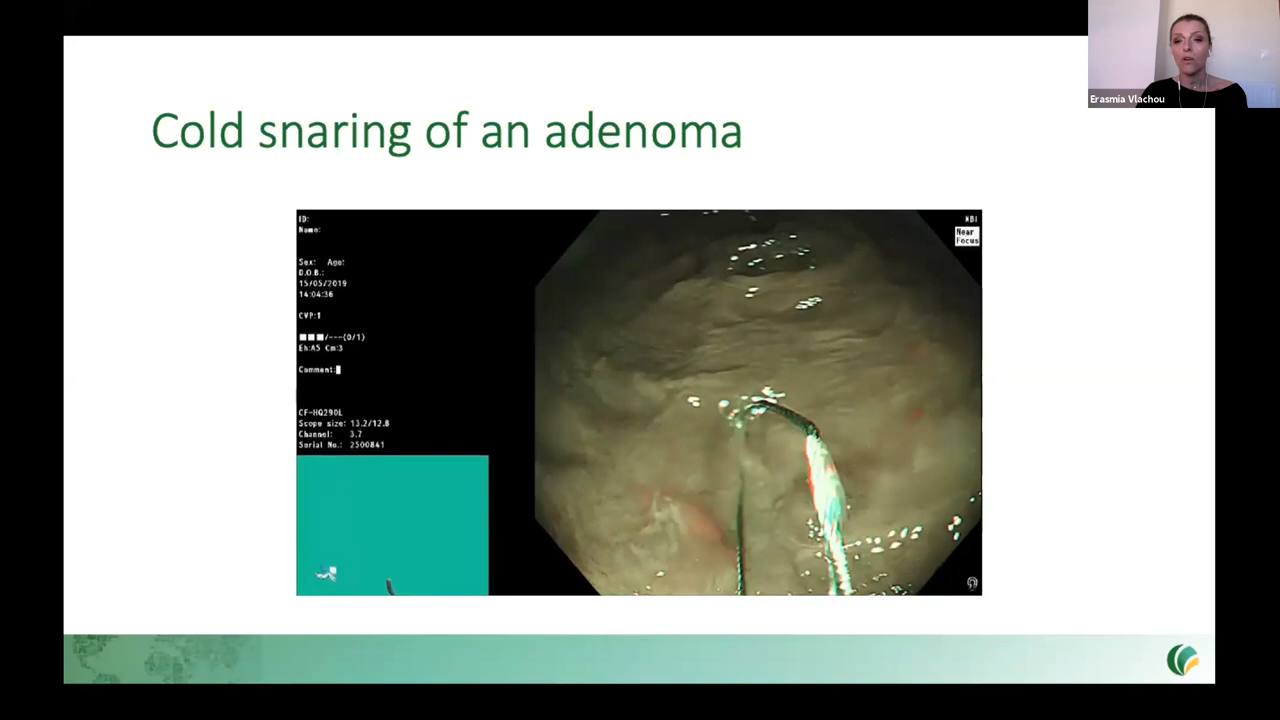 Erasmia Vlachou
Cold snaring of an adenoma
ID:
Name:
Sex: Age:
D.O.B.:
15/05/2019
14:04:36
CVP:1
■■■/---(0/1)
Eh:A5 Cm:3
Comment:
CF-HQ290L
Scope size: 13.2/12.8
Channel: 3.7
Serial No.: 2500841
NBI
Near
Focus